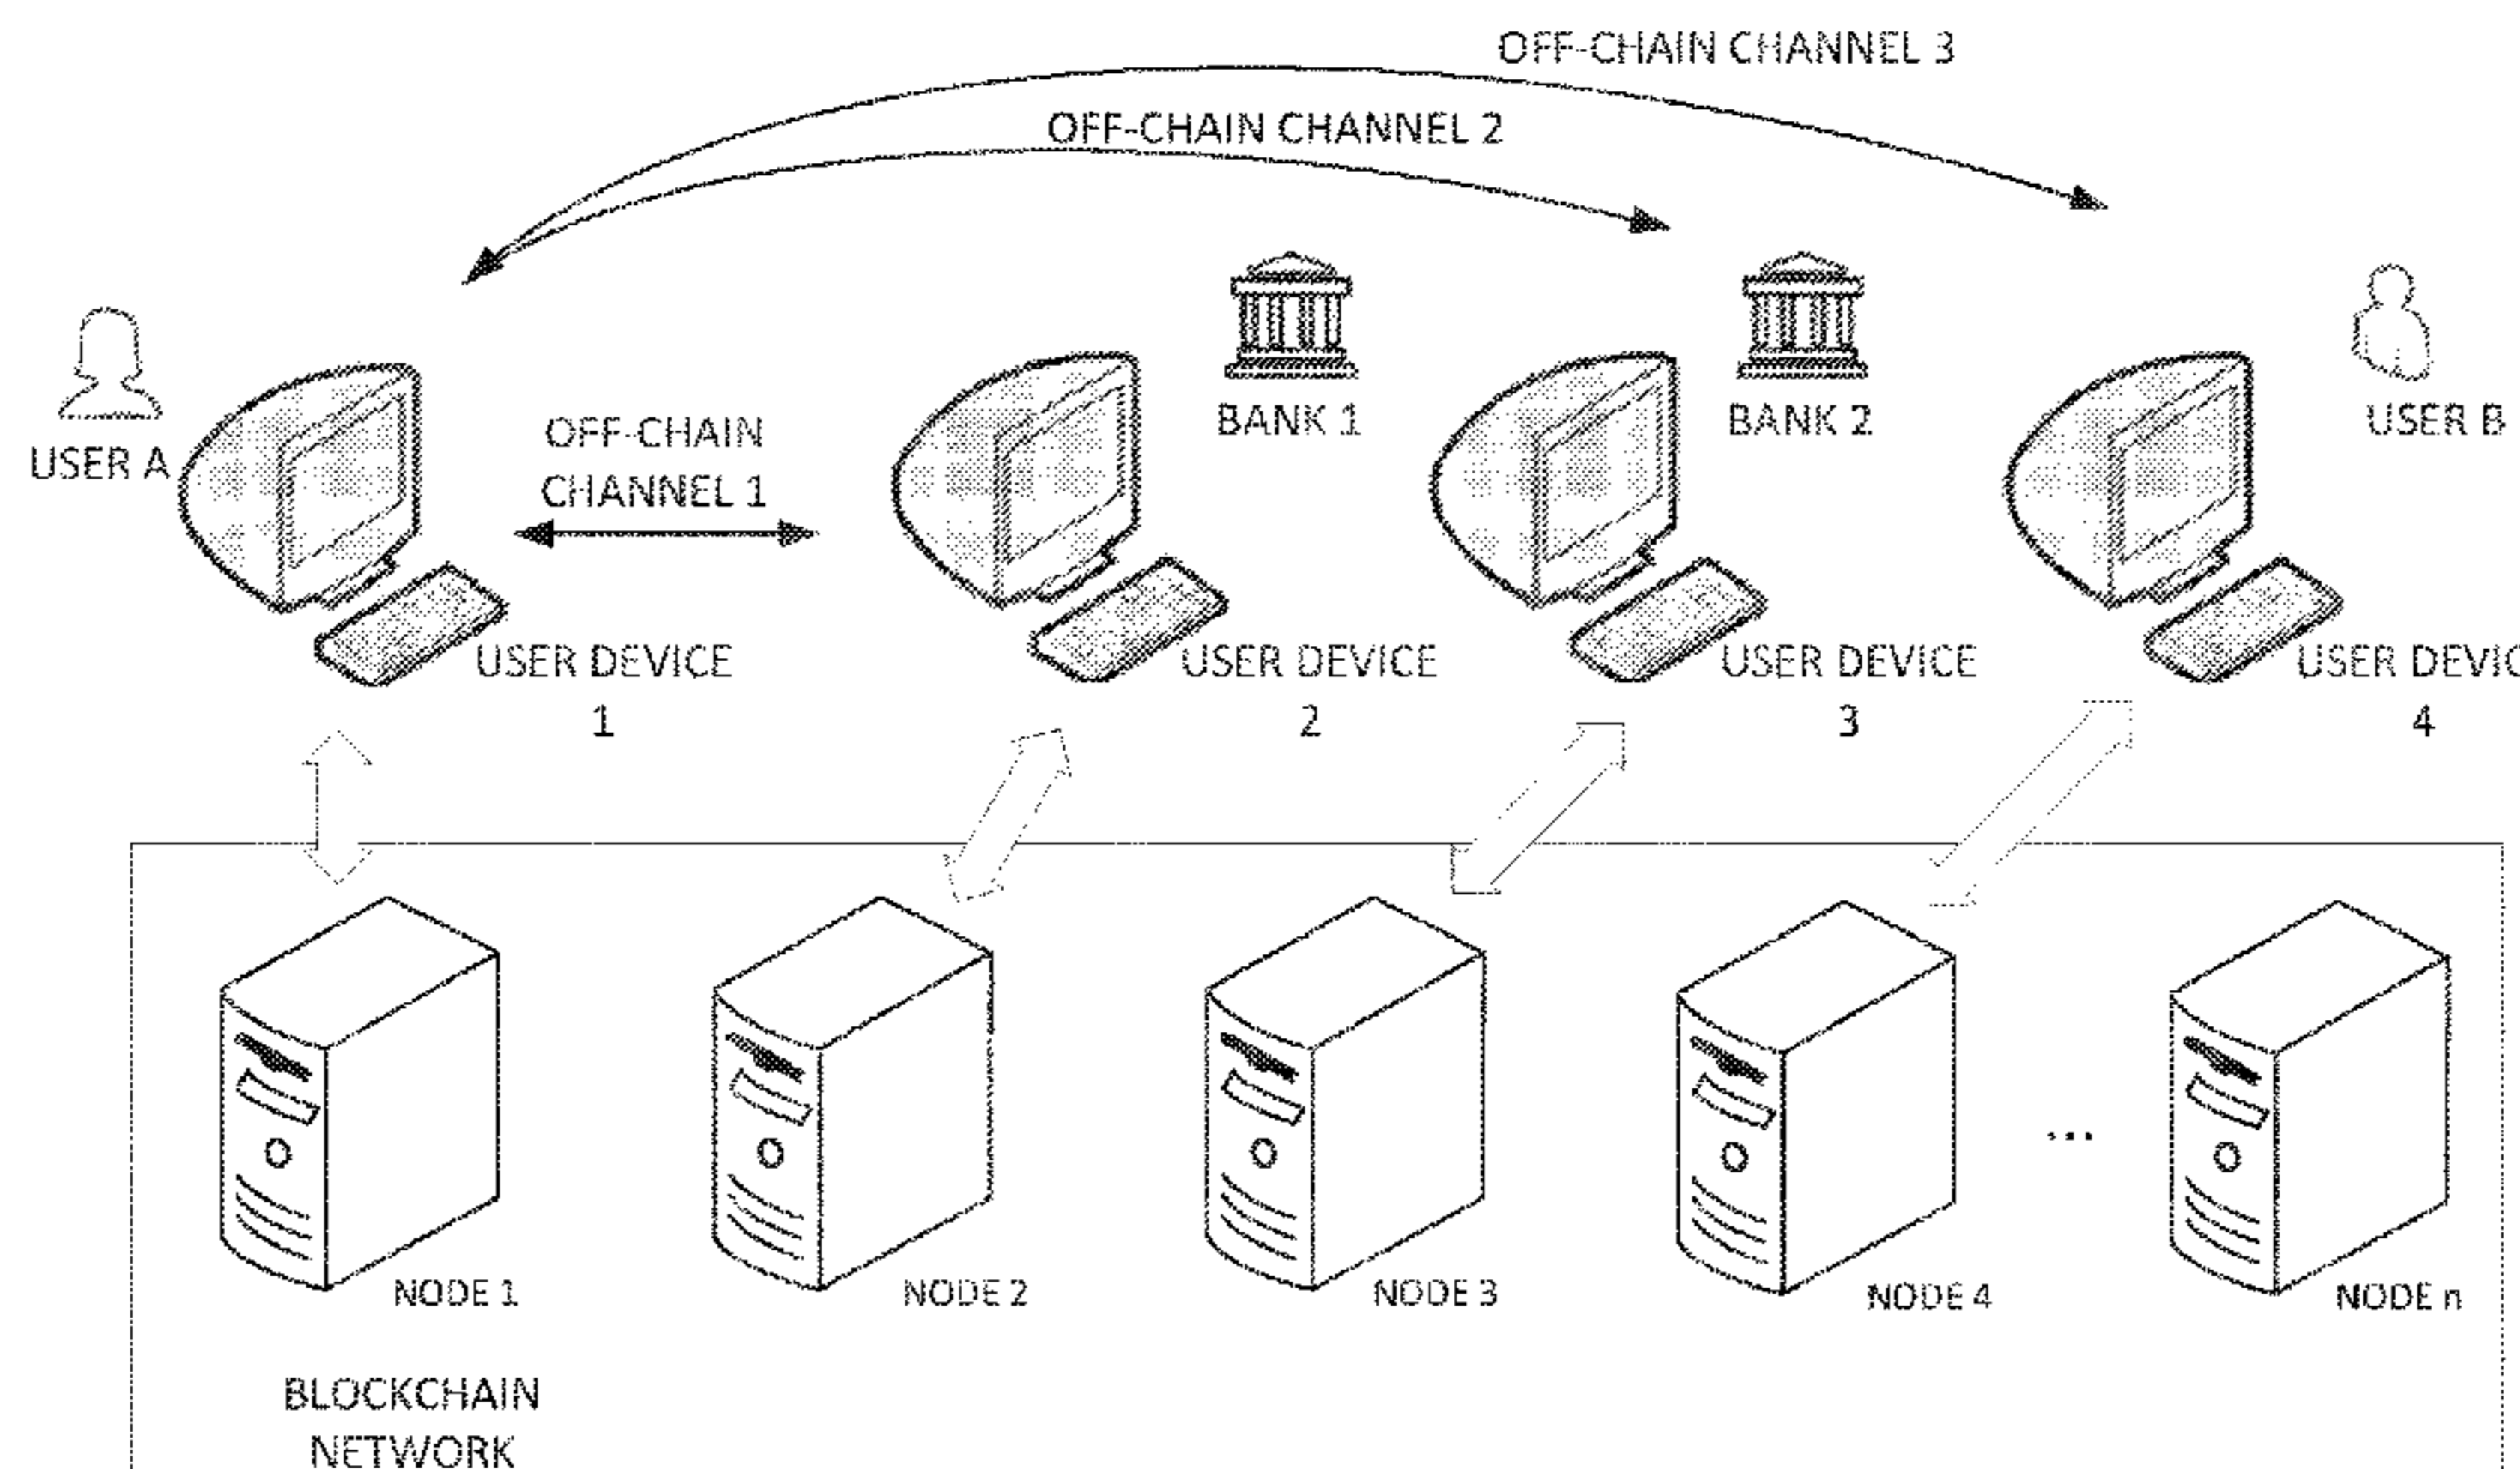 OFF-CHAIN CHANNEL 3
OFF-CHAIN CHANNEL 2
USER A
OFF-CHAIN
CHANNEL 1
BANK 1
BANK 2
USER B
USER DEVICE
1
USER DEVICE
2
USER DEVICE
3
USER DEVIC
4
NODE 1
NODE 2
NODE 3
NODE 4
...
NODE n
BLOCKCHAIN
NETWORK